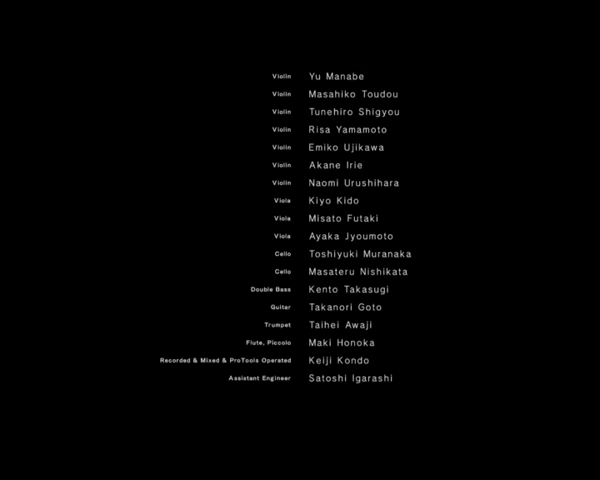 Violin Yu Manabe
Violin Masahiko Toudou
Violin Tunehiro Shigyou
Violin Risa Yamamoto
Violin Emiko Ujikawa
Violin Akane Irie
Violin Naomi Urushihara
Viola Kiyo Kido
Viola Misato Futaki
Viola Ayaka Jyoumoto
Cello Toshiyuki Muranaka
Cello Masateru Nishikata
Double Bass Kento Takasugi
Guitar Takanori Goto
Trumpet Taihei Awaji
Flute, Piccolo Maki Honoka
Recorded & Mixed & ProTools Operated Keiji Kondo
Assistant Engineer Satoshi Igarashi